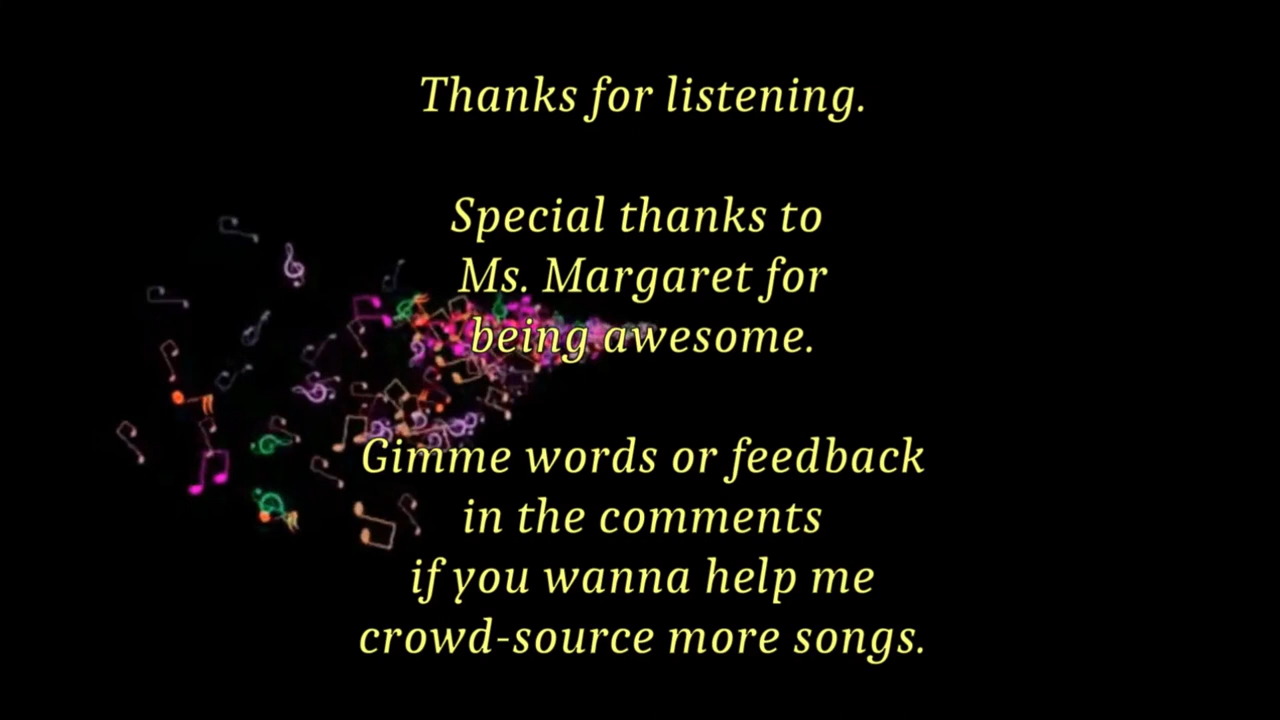 Thanks for listening.
Special thanks to
Ms. Margaret for
being awesome.
Gimme words or feedback
in the comments
if you wanna help me
crowd-source more songs.